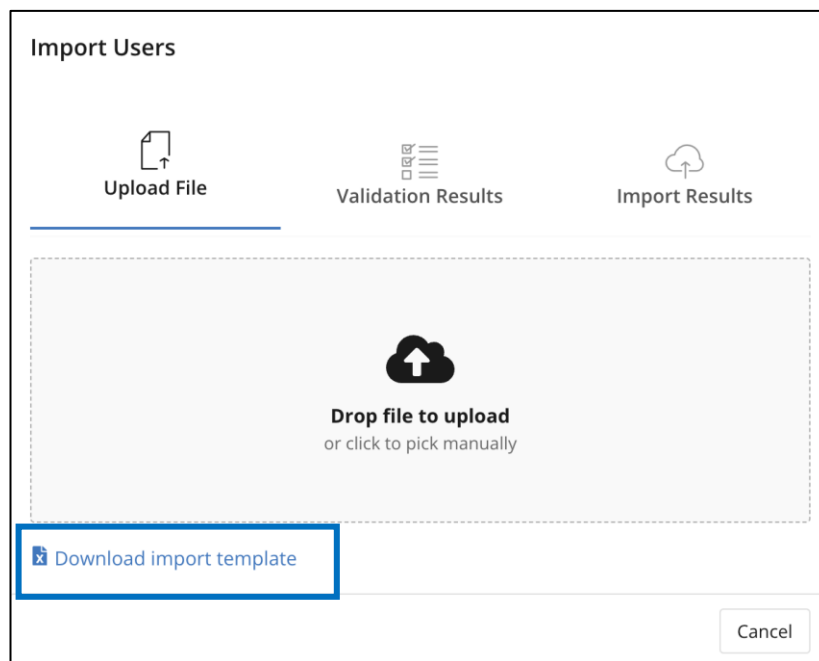 Import Users
Upload File
Validation Results
Import Results
Drop file to upload
or click to pick manually
Download import template
Cancel